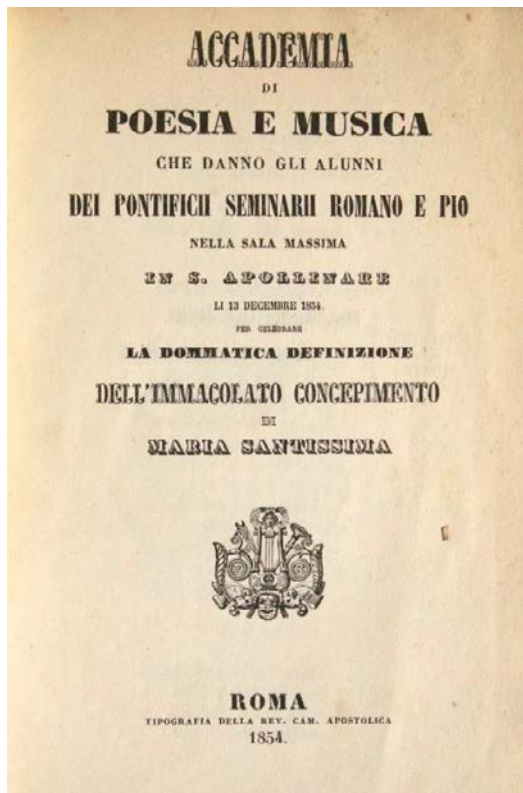 ACCADEMIA
DI
POESIA E MUSICA
CHE DANNO GLI ALUNNI
DEI PONTIFICII SEMINARII ROMANO E PIO
NELLA SALA MASSIMA
IN S. APOLLINARE
LI 13 DECEMBRE 1854.
PER CELEBRARE
LA DOMMATICA DEFINIZIONE
DELL'IMMACOLATO CONCEPIMENTO
DI
MARIA SANTISSIMA
ROMA
TIPOGRAFIA DELLA REV. CAM. APOSTOLICA
1854.